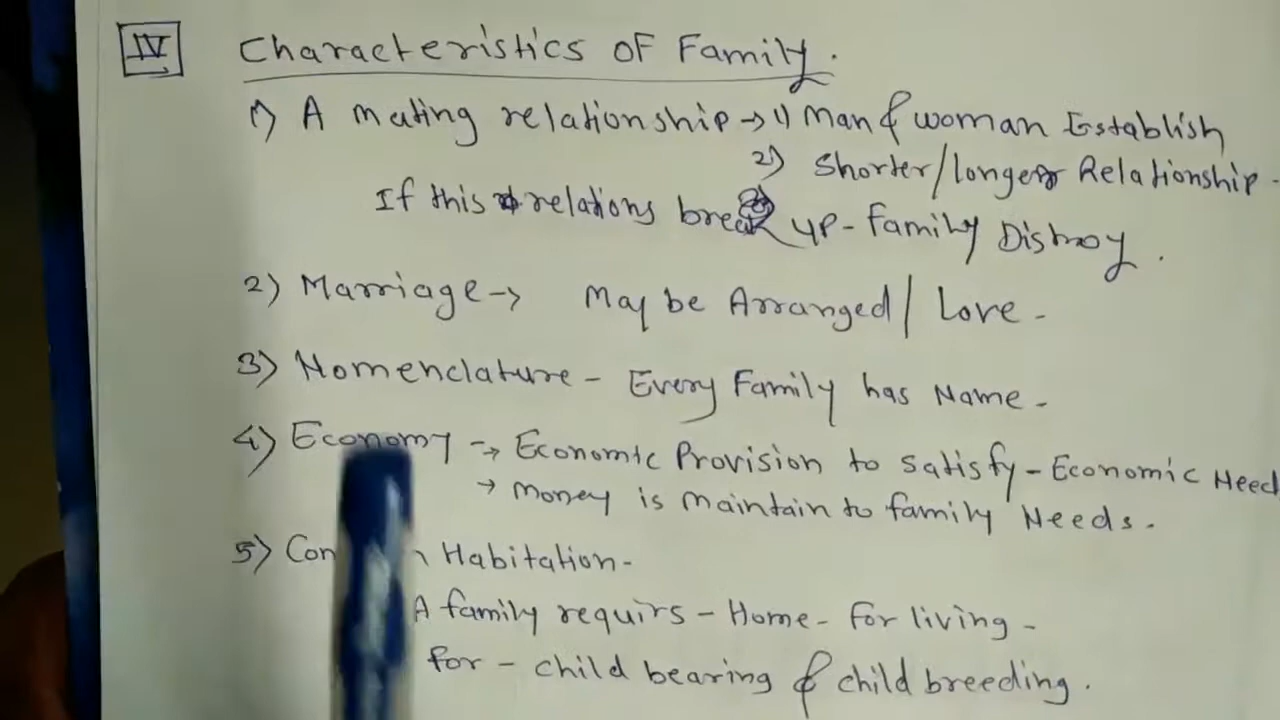 IV Characteristics of Family.
1) A mating relationship → 1) Man & woman Establish
2) Shorter/longer Relationship-
If this relations break up - Family Distroy.
2) Marriage → May be Arranged / Love -
3) Nomenclature - Every Family has Name -
4) Economy → Economic Provision to satisfy - Economic Need
→ money is maintain to family Needs.
5) Habitation-
A family requirs - Home - For living -
for - child bearing & child breeding.